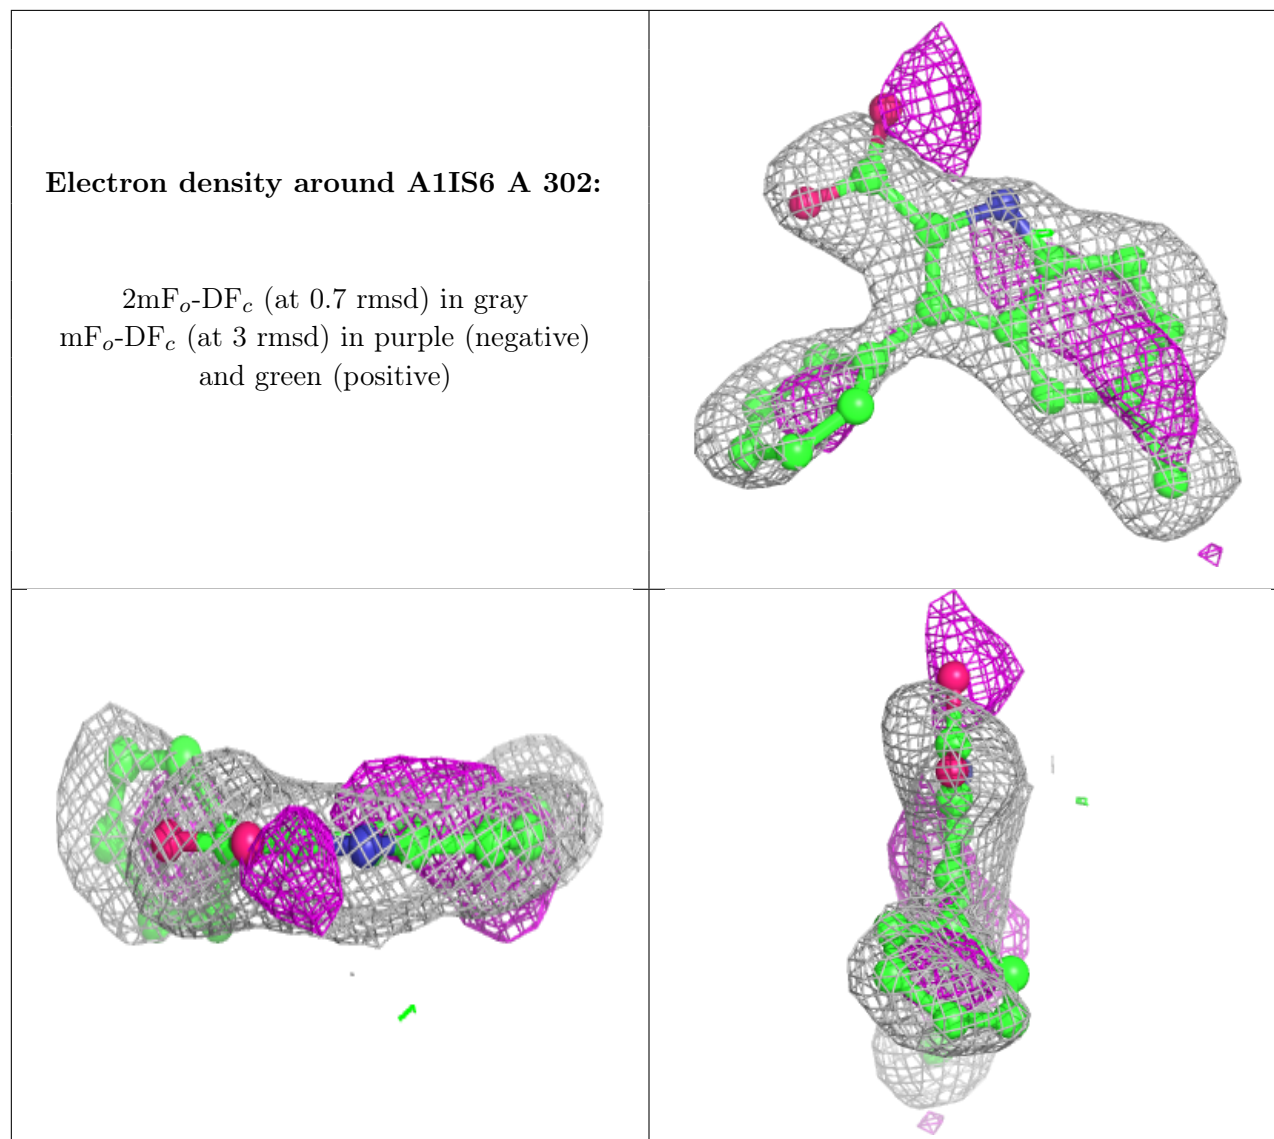 Electron density around A1IS6 A 302:
2mFo-DFc (at 0.7 rmsd) in gray
mFo-DFc (at 3 rmsd) in purple (negative)
and green (positive)